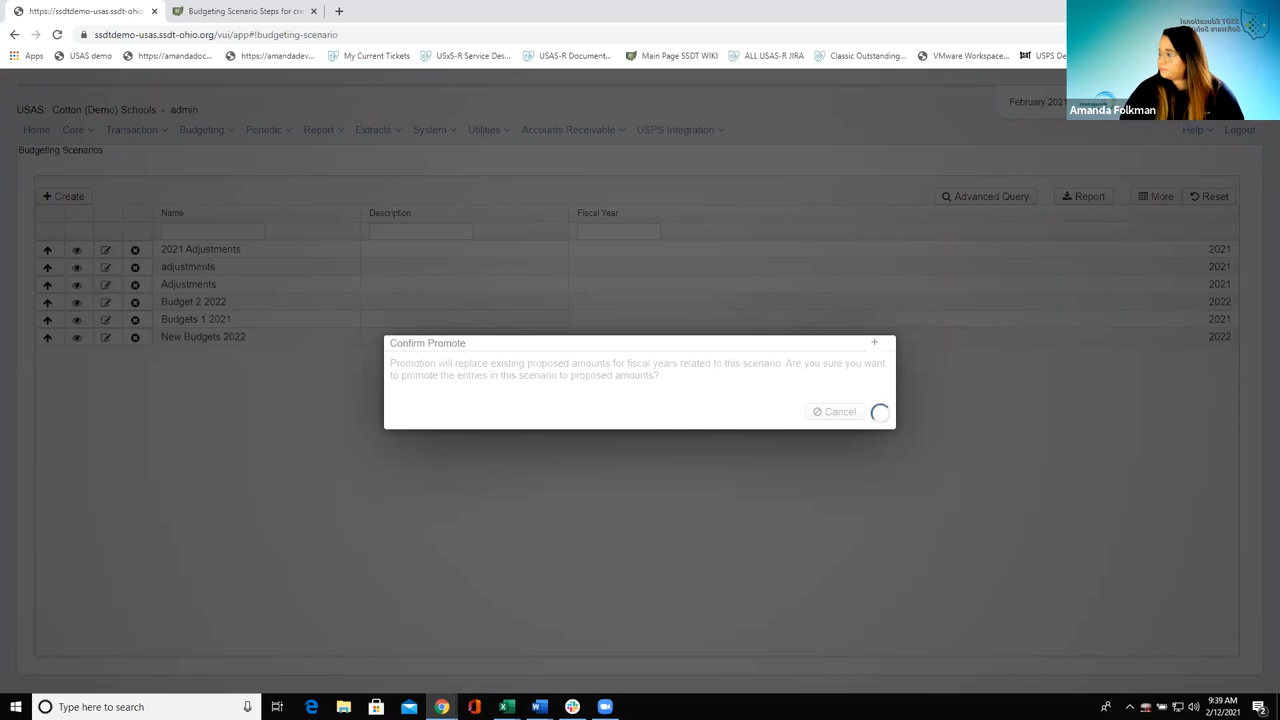 https://ssdtdemo-usas.ssdt-ohio
Budgeting Scenario Steps for cre
ssdtdemo-usas.ssdt-ohio.org/vui/app#!budgeting-scenario
Apps
USAS demo
https://amandadoc...
https://amandadev...
My Current Tickets
USxS-R Service Des...
USAS-R Document...
Main Page SSDT WIKI
ALL USAS-R JIRA
Classic Outstanding...
VMware Workspace...
USPS De
SSDT Educational
Software Solut
Amanda Folkman
USAS: Cotton (Demo) Schools - admin
February 2021
Home Core Transaction Budgeting Periodic Report Extracts System Utilities Accounts Receivable USPS Integration Help Logout
Budgeting Scenarios
Create
Advanced Query Report More Reset
Name Description Fiscal Year
2021 Adjustments 2021
adjustments 2021
Adjustments 2021
Budget 2 2022 2022
Budgets 1 2021 2021
New Budgets 2022 2022
Confirm Promote
Promotion will replace existing proposed amounts for fiscal years related to this scenario. Are you sure you want
to promote the entries in this scenario to proposed amounts?
Cancel
Type here to search
9:39 AM
2/12/2021
2